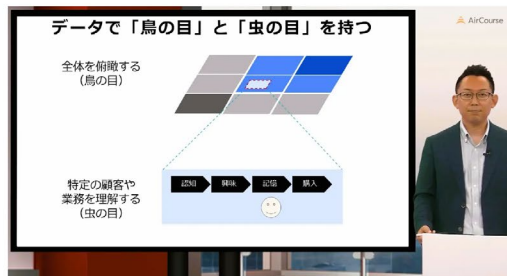 データで「鳥の目」と「虫の目」を持つ
AirCourse
全体を俯瞰する
（鳥の目）
特定の顧客や
業務を理解する
（虫の目）
認知
興味
記憶
購入